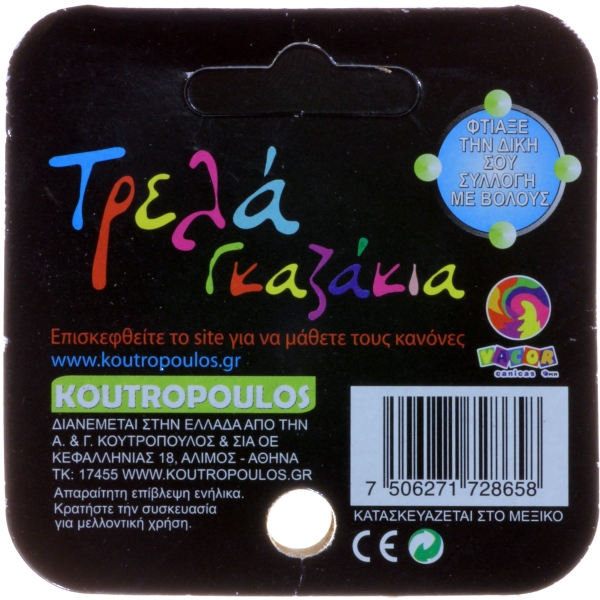 ΦΤΙΑΞΕ
ΤΗΝ ΔΙΚΗ
ΣΟΥ
ΣΥΛΛΟΓΗ
ΜΕ ΒΟΛΟΥΣ
Τρελά
Γκαζάκια
Επισκεφθείτε το site για να μάθετε τους κανόνες
www.koutropoulos.gr
VACOR
canicas
KOUTROPOULOS
ΔΙΑΝΕΜΕΤΑΙ ΣΤΗΝ ΕΛΛΑΔΑ ΑΠΟ ΤΗΝ
Α. & Γ. ΚΟΥΤΡΟΠΟΥΛΟΣ & ΣΙΑ ΟΕ
ΚΕΦΑΛΛΗΝΙΑΣ 18, ΑΛΙΜΟΣ - ΑΘΗΝΑ
ΤΚ: 17455 WWW.KOUTROPOULOS.GR
Απαραίτητη επίβλεψη ενήλικα.
Κρατήστε την συσκευασία
για μελλοντική χρήση.
7 506271 728658
ΚΑΤΑΣΚΕΥΑΖΕΤΑΙ ΣΤΟ ΜΕΞΙΚΟ
CE